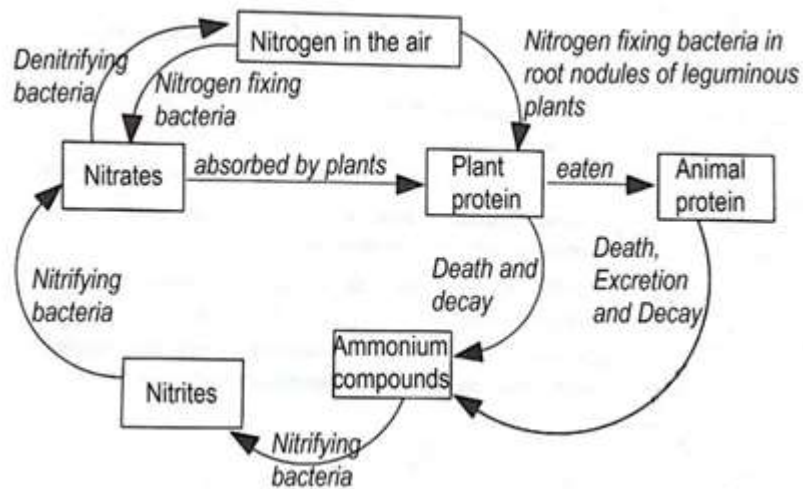 Nitrogen in the air
Denitrifying
bacteria
Nitrogen fixing
bacteria
Nitrogen fixing bacteria in
root nodules of leguminous
plants
Nitrates
absorbed by plants
Plant
protein
eaten
Animal
protein
Nitrifying
bacteria
Death and
decay
Death,
Excretion
and Decay
Ammonium
compounds
Nitrites
Nitrifying
bacteria